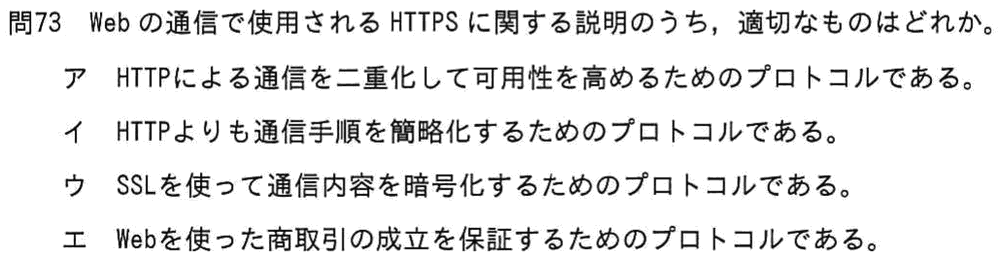 問73　Web の通信で使用される HTTPS に関する説明のうち，適切なものはどれか。
ア　HTTPによる通信を二重化して可用性を高めるためのプロトコルである。
イ　HTTPよりも通信手順を簡略化するためのプロトコルである。
ウ　SSLを使って通信内容を暗号化するためのプロトコルである。
エ　Webを使った商取引の成立を保証するためのプロトコルである。